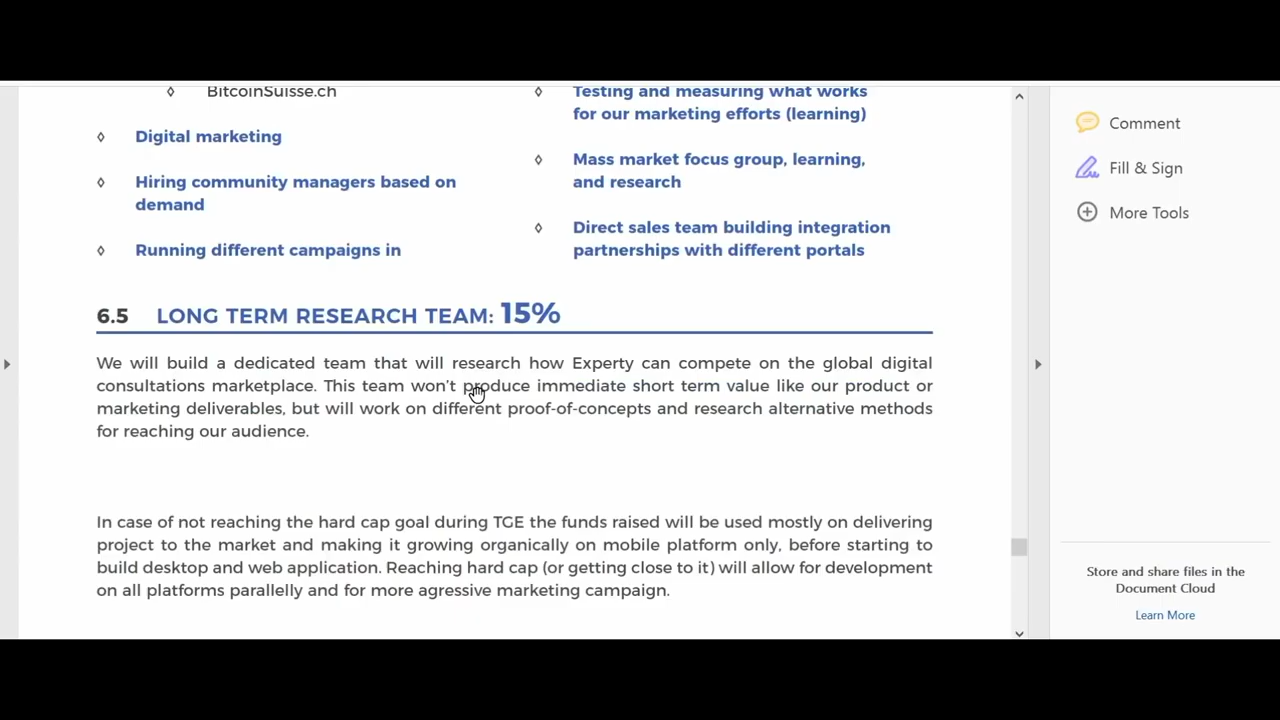 BitcoinSuisse.ch
Digital marketing
Hiring community managers based on
demand
Running different campaigns in
Testing and measuring what works
for our marketing efforts (learning)
Mass market focus group, learning,
and research
Direct sales team building integration
partnerships with different portals
6.5 LONG TERM RESEARCH TEAM: 15%
We will build a dedicated team that will research how Experty can compete on the global digital
consultations marketplace. This team won't produce immediate short term value like our product or
marketing deliverables, but will work on different proof-of-concepts and research alternative methods
for reaching our audience.
In case of not reaching the hard cap goal during TGE the funds raised will be used mostly on delivering
project to the market and making it growing organically on mobile platform only, before starting to
build desktop and web application. Reaching hard cap (or getting close to it) will allow for development
on all platforms parallelly and for more agressive marketing campaign.
Comment
Fill & Sign
More Tools
Store and share files in the
Document Cloud
Learn More